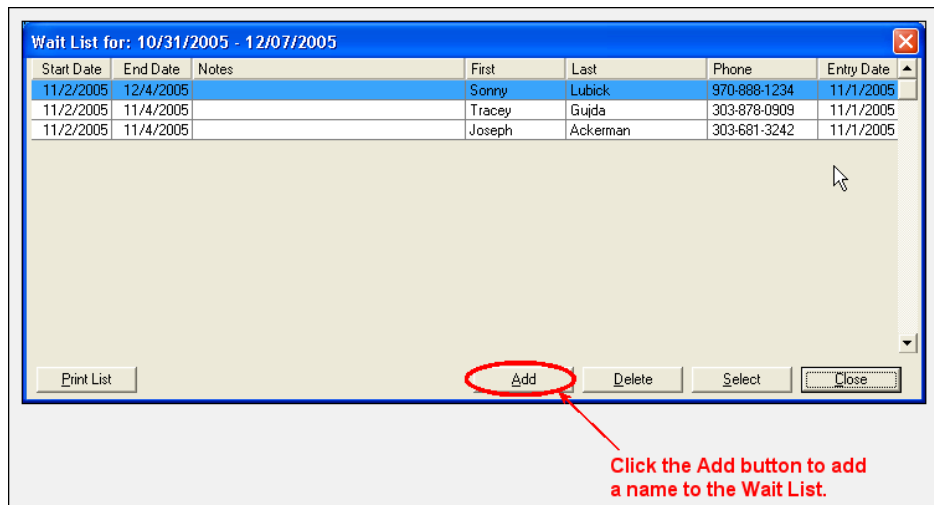 Wait List for: 10/31/2005 - 12/07/2005
Start Date End Date Notes First Last Phone Entry Date
11/2/2005 12/4/2005 Sonny Lubick 970-888-1234 11/1/2005
11/2/2005 11/4/2005 Tracey Gujda 303-878-0909 11/1/2005
11/2/2005 11/4/2005 Joseph Ackerman 303-681-3242 11/1/2005
Print List Add Delete Select Close
Click the Add button to add
a name to the Wait List.